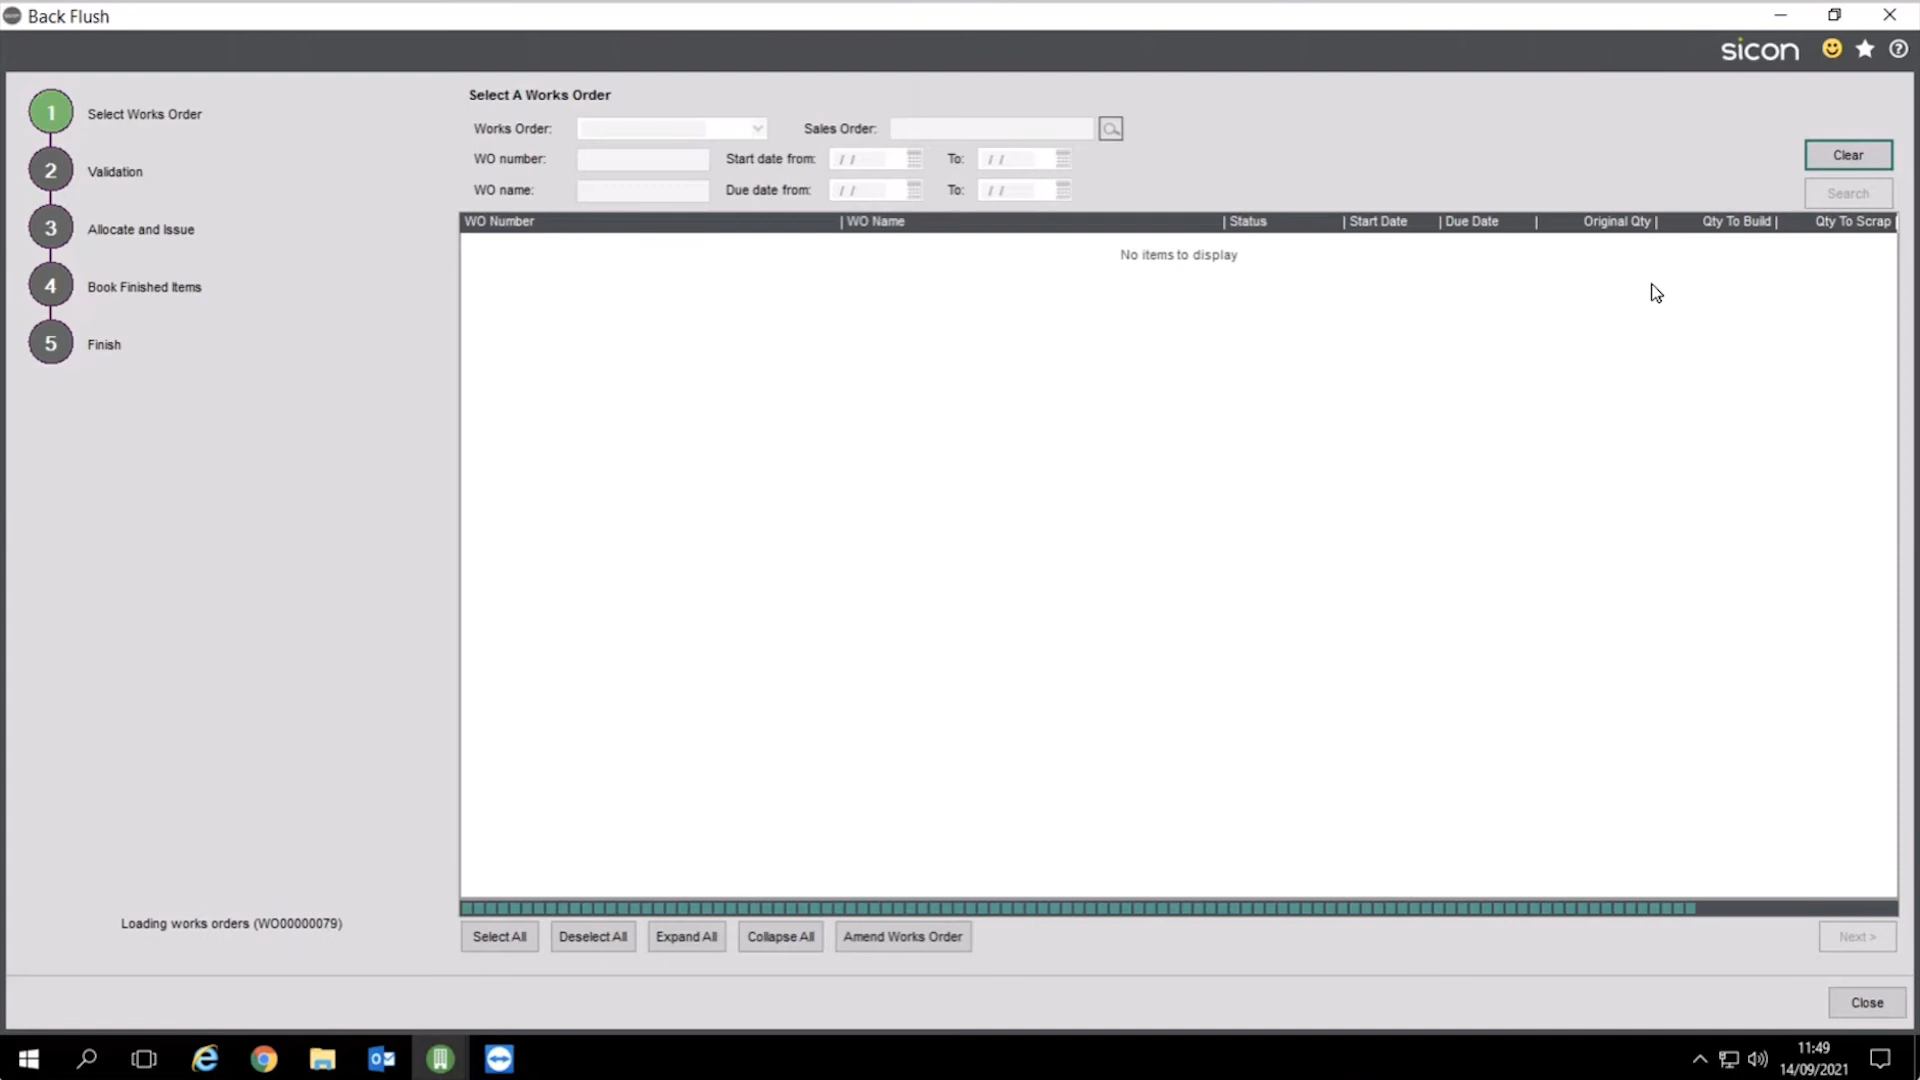 Back Flush
sicon
1 Select Works Order
2 Validation
3 Allocate and Issue
4 Book Finished Items
5 Finish
Select A Works Order
Works Order: Sales Order:
WO number: Start date from: / / To: / /
WO name: Due date from: / / To: / /
Clear
Search
WO Number | WO Name | Status | Start Date | Due Date | Original Qty | Qty To Build | Qty To Scrap |
No items to display
Loading works orders (WO00000079)
Select All Deselect All Expand All Collapse All Amend Works Order Next >
Close
11:49
14/09/2021